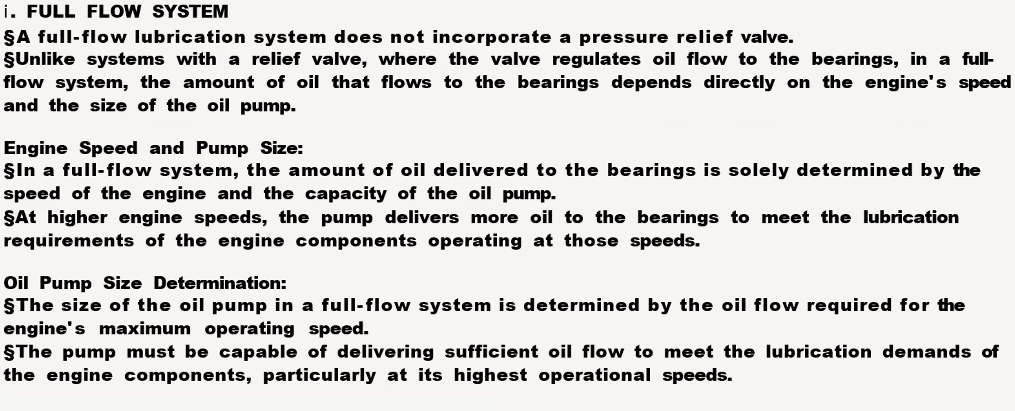 i. FULL FLOW SYSTEM
§A full-flow lubrication system does not incorporate a pressure relief valve.
§Unlike systems with a relief valve, where the valve regulates oil flow to the bearings, in a full-
flow system, the amount of oil that flows to the bearings depends directly on the engine's speed
and the size of the oil pump.
Engine Speed and Pump Size:
§In a full-flow system, the amount of oil delivered to the bearings is solely determined by the
speed of the engine and the capacity of the oil pump.
§At higher engine speeds, the pump delivers more oil to the bearings to meet the lubrication
requirements of the engine components operating at those speeds.
Oil Pump Size Determination:
§The size of the oil pump in a full-flow system is determined by the oil flow required for the
engine's maximum operating speed.
§The pump must be capable of delivering sufficient oil flow to meet the lubrication demands of
the engine components, particularly at its highest operational speeds.